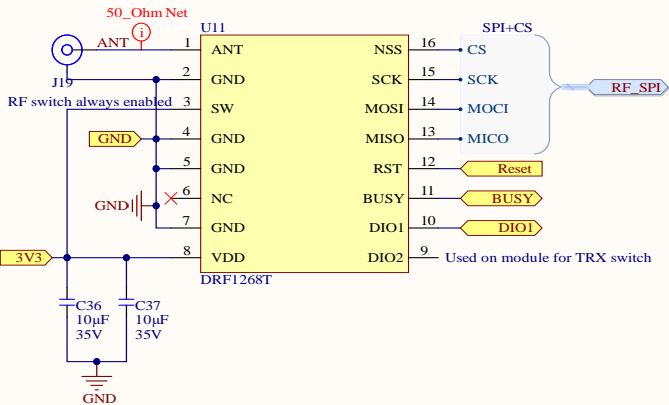 50_Ohm Net
i
U11
SPI+CS
ANT
1
ANT
NSS
16
CS
J19
2
GND
SCK
15
SCK
RF_SPI
RF switch always enabled
3
SW
MOSI
14
MOCI
GND
4
GND
MISO
13
MICO
5
GND
RST
12
Reset
GND
6
NC
BUSY
11
BUSY
7
GND
DIO1
10
DIO1
3V3
8
VDD
DIO2
9
Used on module for TRX switch
DRF1268T
C36
10µF
35V
C37
10µF
35V
GND